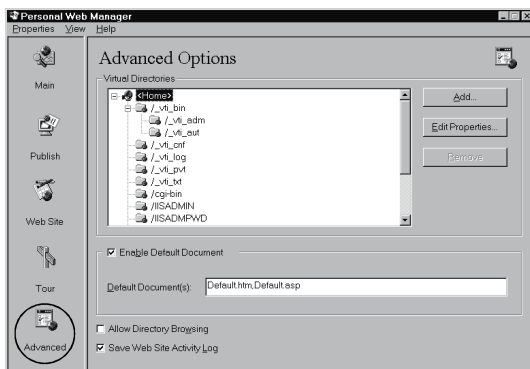 Personal Web Manager
Properties View Help
Main
Publish
Web Site
Tour
Advanced
Advanced Options
Virtual Directories
<Home>
/_vti_bin
/_vti_adm
/_vti_aut
/_vti_cnf
/_vti_log
/_vti_pvt
/_vti_txt
/cgi-bin
/IISADMIN
/IISADMPWD
Add...
Edit Properties...
Remove
Enable Default Document
Default Document(s): Default.htm,Default.asp
Allow Directory Browsing
Save Web Site Activity Log